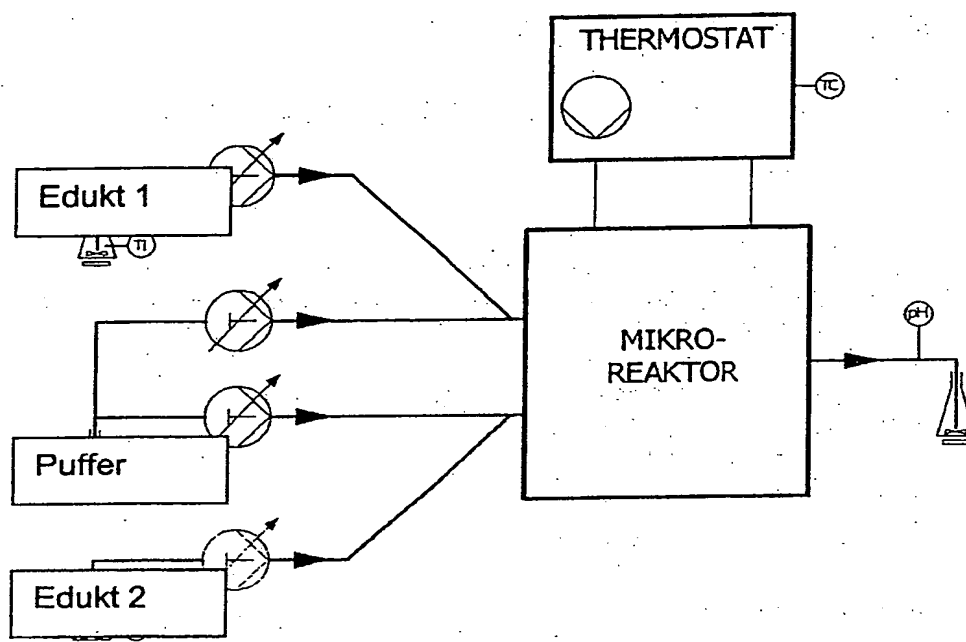 THERMOSTAT
TC
Edukt 1
TI
MIKRO-
REAKTOR
pH
Puffer
Edukt 2